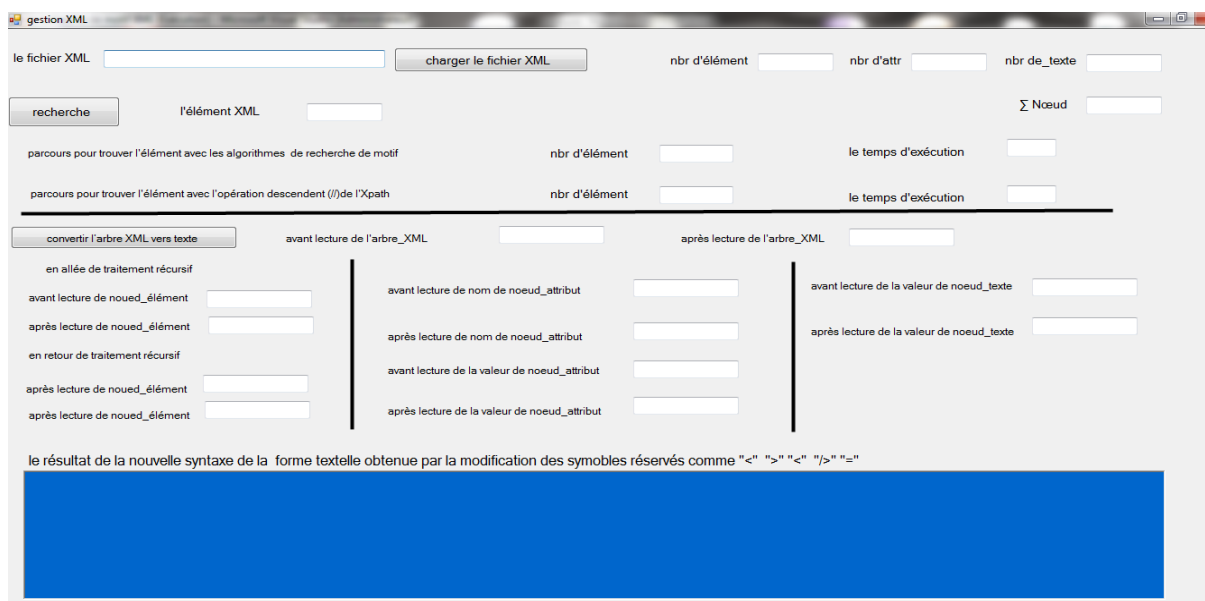 gestion XML
le fichier XML charger le fichier XML nbr d'élément nbr d'attr nbr de_texte
recherche l'élément XML ∑ Nœud
parcours pour trouver l'élément avec les algorithmes de recherche de motif nbr d'élément le temps d'exécution
parcours pour trouver l'élément avec l'opération descendent (//)de l'Xpath nbr d'élément le temps d'exécution
convertir l'arbre XML vers texte avant lecture de l'arbre_XML après lecture de l'arbre_XML
en allée de traitement récursif
avant lecture de noued_élément
après lecture de noued_élément
en retour de traitement récursif
après lecture de noued_élément
après lecture de noued_élément
avant lecture de nom de noeud_attribut
après lecture de nom de noeud_attribut
avant lecture de la valeur de noeud_attribut
après lecture de la valeur de noeud_attribut
avant lecture de la valeur de noeud_texte
après lecture de la valeur de noeud_texte
le résultat de la nouvelle syntaxe de la forme textelle obtenue par la modification des symobles réservés comme "<" ">" "<" "/>" "="